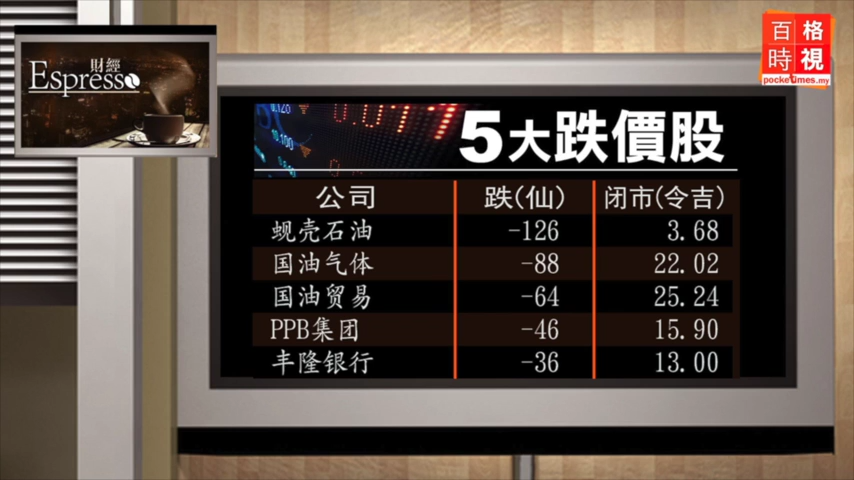 財經
Espresso
百格
時視
pocketimes.my
5大跌價股
公司 跌(仙) 闭市(令吉)
蚬壳石油 -126 3.68
国油气体 -88 22.02
国油贸易 -64 25.24
PPB集团 -46 15.90
丰隆银行 -36 13.00